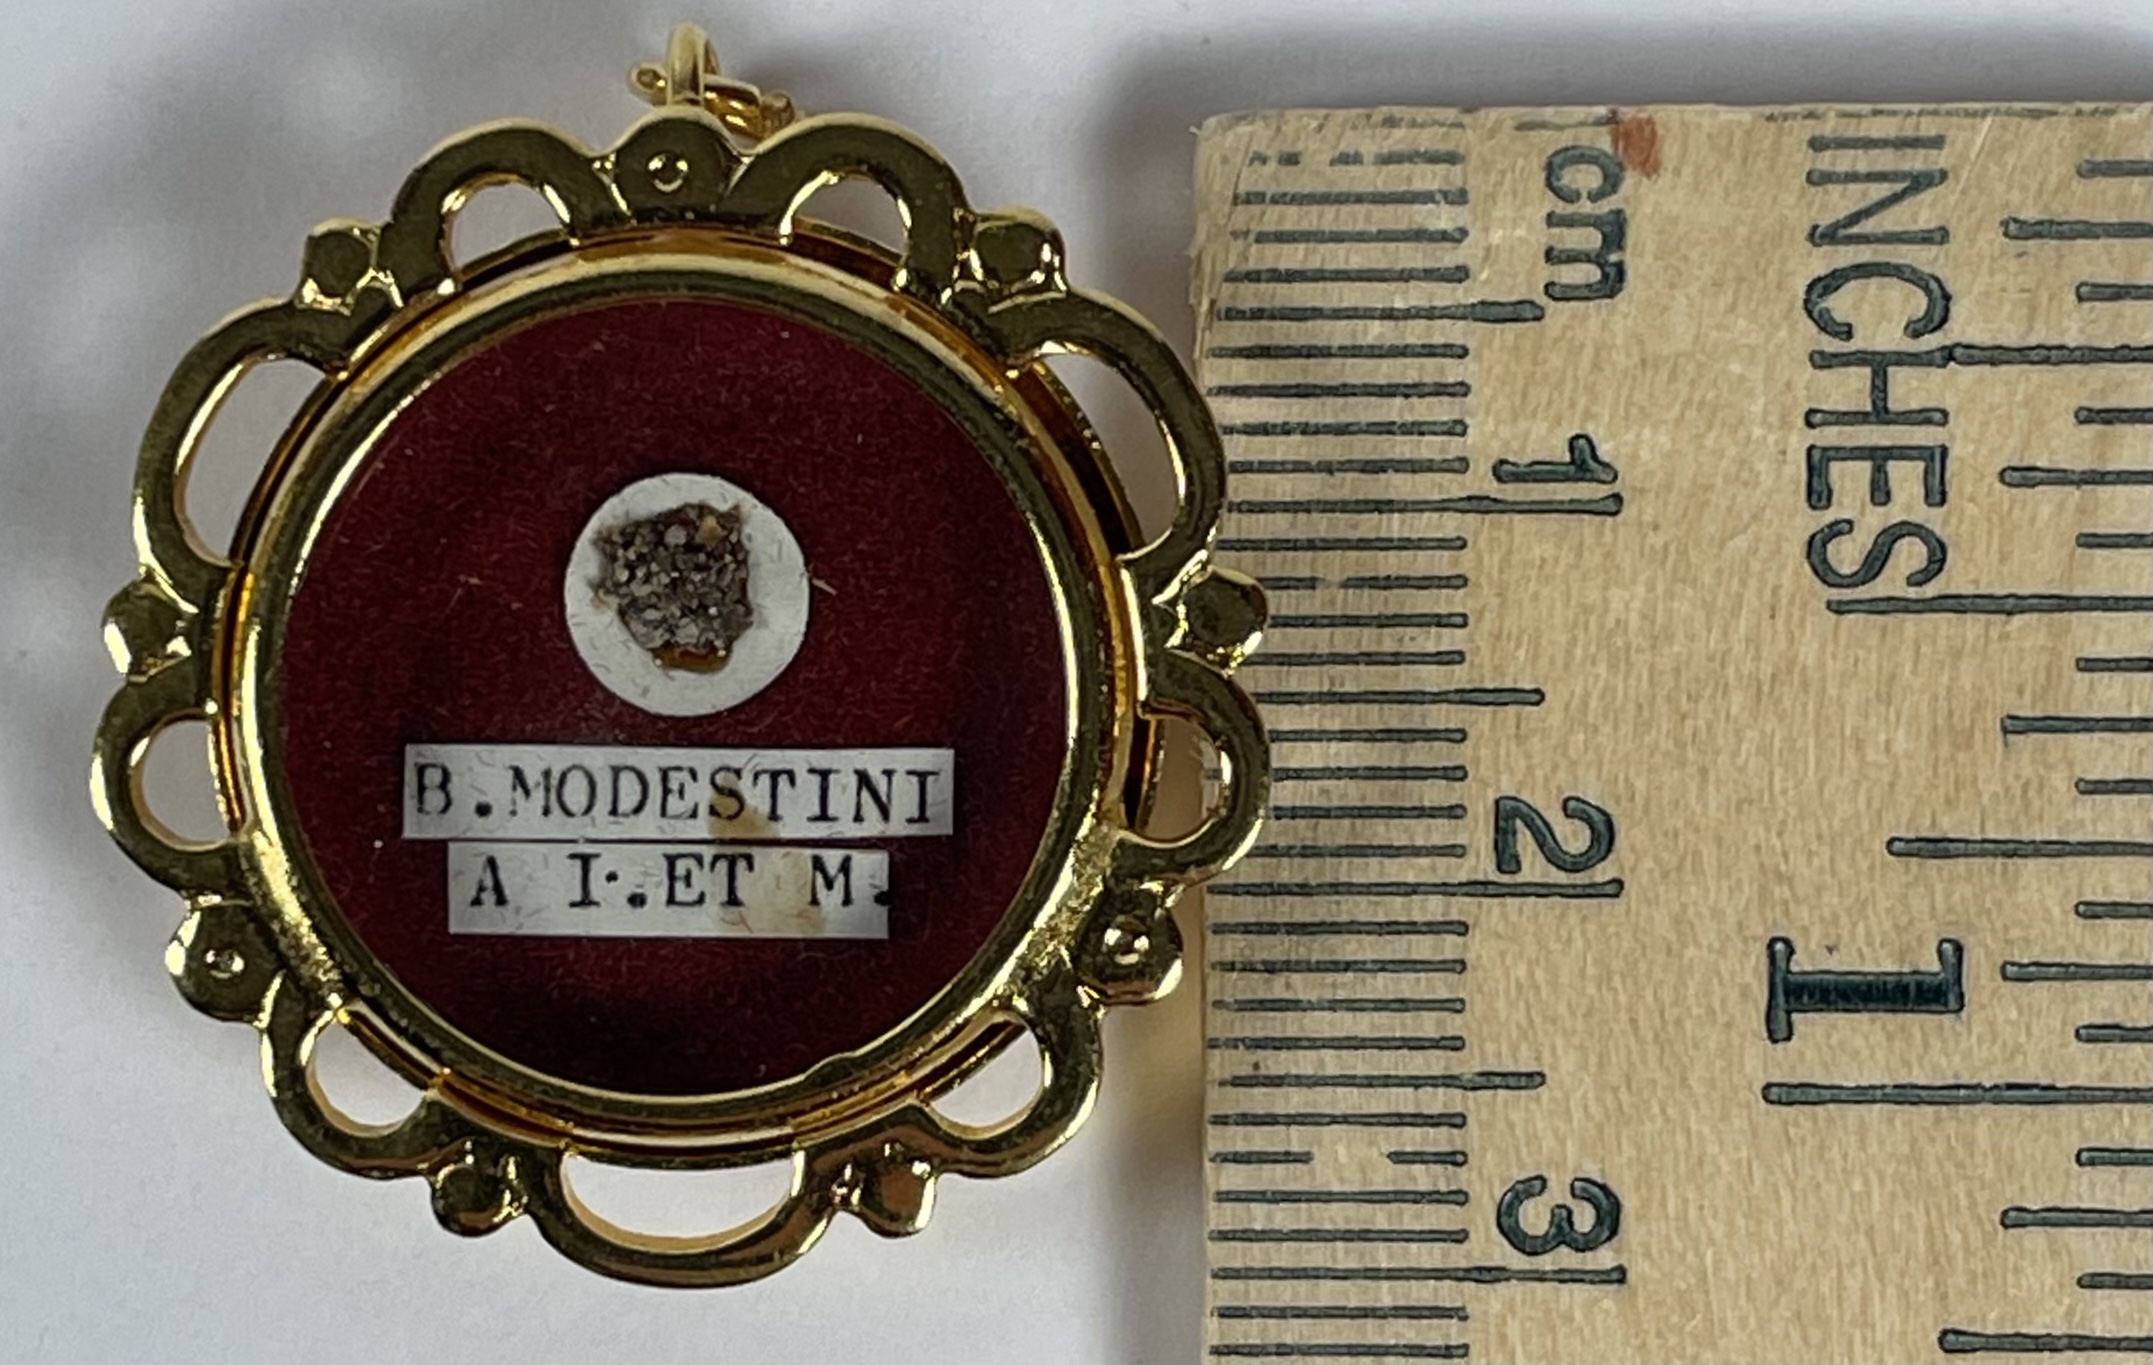 B.MODESTINI
A I.ET M.
cm
1
2
3
INCHES
1